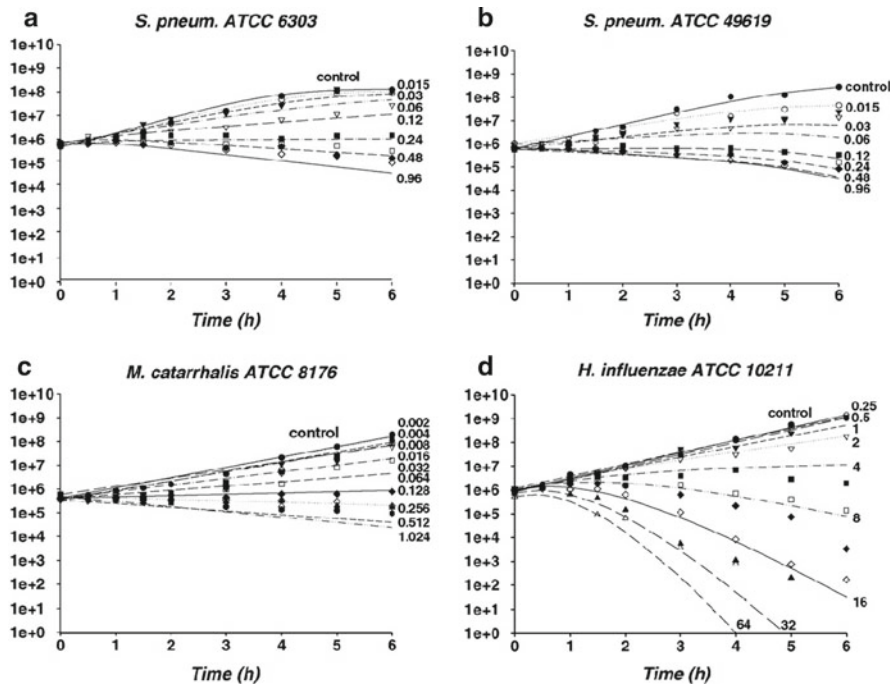 a
S. pneum. ATCC 6303
1e+10
1e+9
1e+8
1e+7
1e+6
1e+5
1e+4
1e+3
1e+2
1e+1
1e+0
control
0.015
0.03
0.06
0.12
0.24
0.48
0.96
0 1 2 3 4 5 6
Time (h)
b
S. pneum. ATCC 49619
1e+10
1e+9
1e+8
1e+7
1e+6
1e+5
1e+4
1e+3
1e+2
1e+1
1e+0
control
0.015
0.03
0.06
0.12
0.24
0.48
0.96
0 1 2 3 4 5 6
Time (h)
c
M. catarrhalis ATCC 8176
1e+10
1e+9
1e+8
1e+7
1e+6
1e+5
1e+4
1e+3
1e+2
1e+1
1e+0
control
0.002
0.004
0.008
0.016
0.032
0.064
0.128
0.256
0.512
1.024
0 1 2 3 4 5 6
Time (h)
d
H. influenzae ATCC 10211
1e+10
1e+9
1e+8
1e+7
1e+6
1e+5
1e+4
1e+3
1e+2
1e+1
1e+0
control
0.25
0.5
1
2
4
8
16
64
32
0 1 2 3 4 5 6
Time (h)